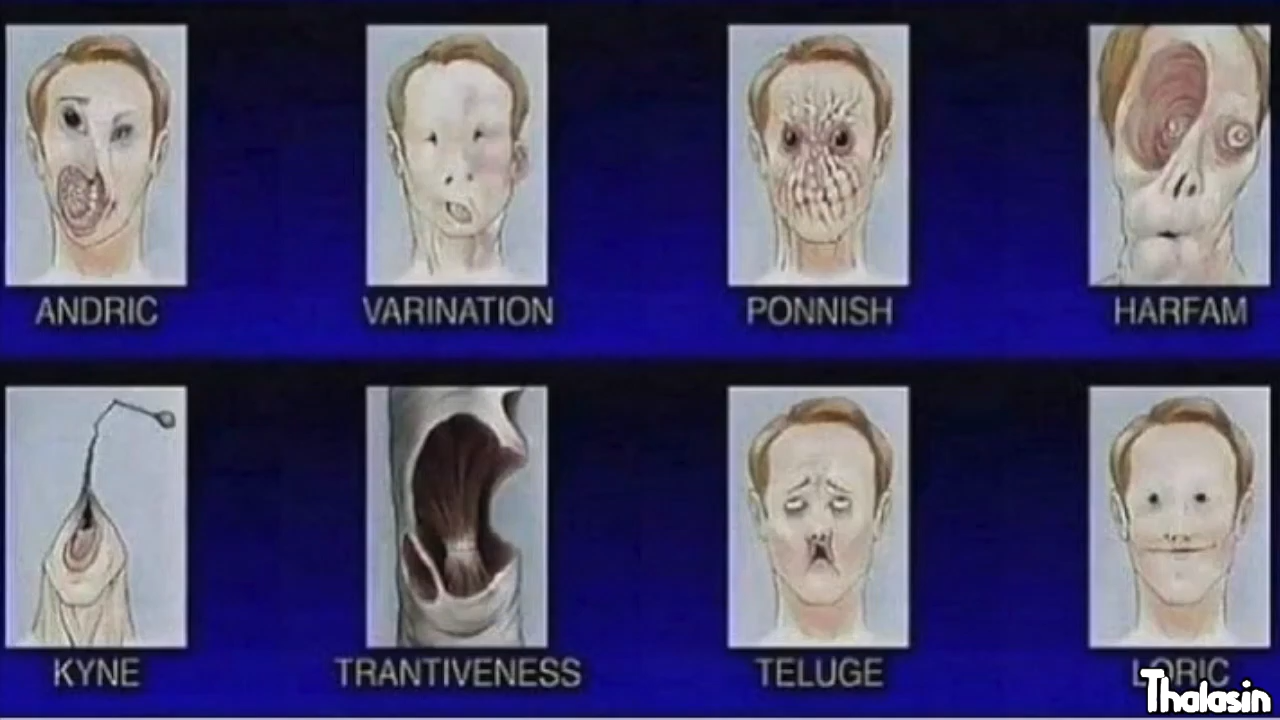 ANDRIC
VARINATION
PONNISH
HARFAM
KYNE
TRANTIVENESS
TELUGE
LORIC
Thalasin